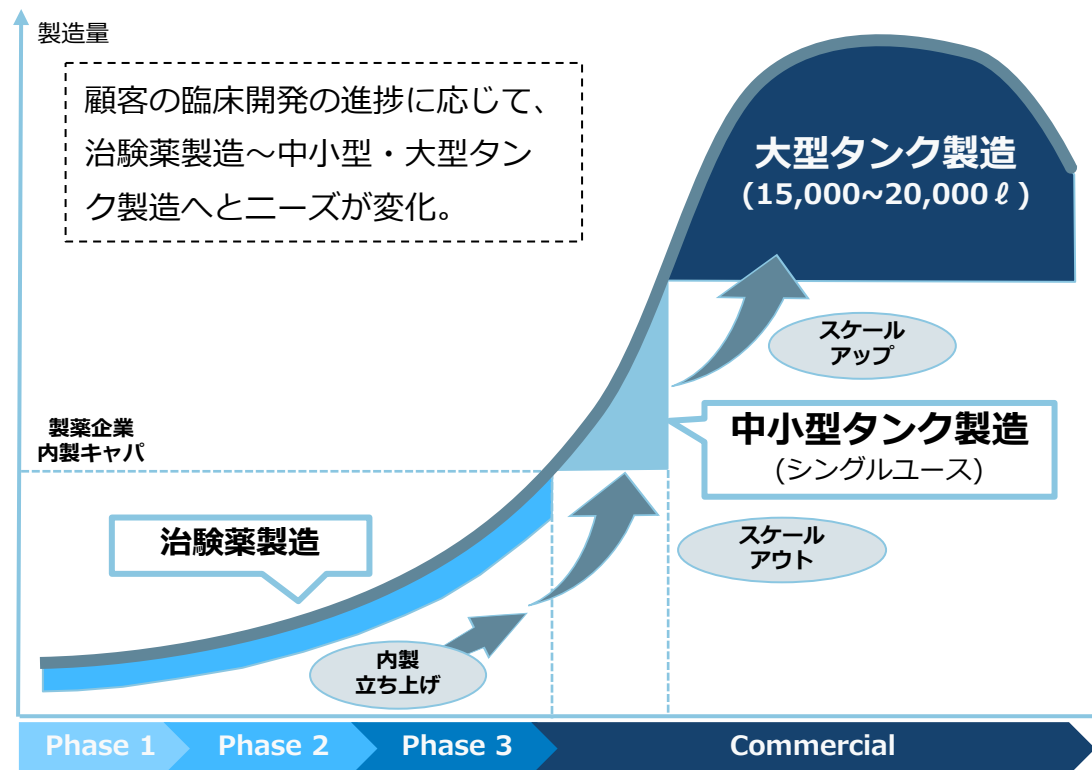 製造量
顧客の臨床開発の進捗に応じて、
治験薬製造～中小型・大型タン
ク製造へとニーズが変化。
大型タンク製造
(15,000~20,000ℓ)
スケール
アップ
製薬企業
内製キャパ
中小型タンク製造
(シングルユース)
治験薬製造
スケール
アウト
内製
立ち上げ
Phase 1
Phase 2
Phase 3
Commercial